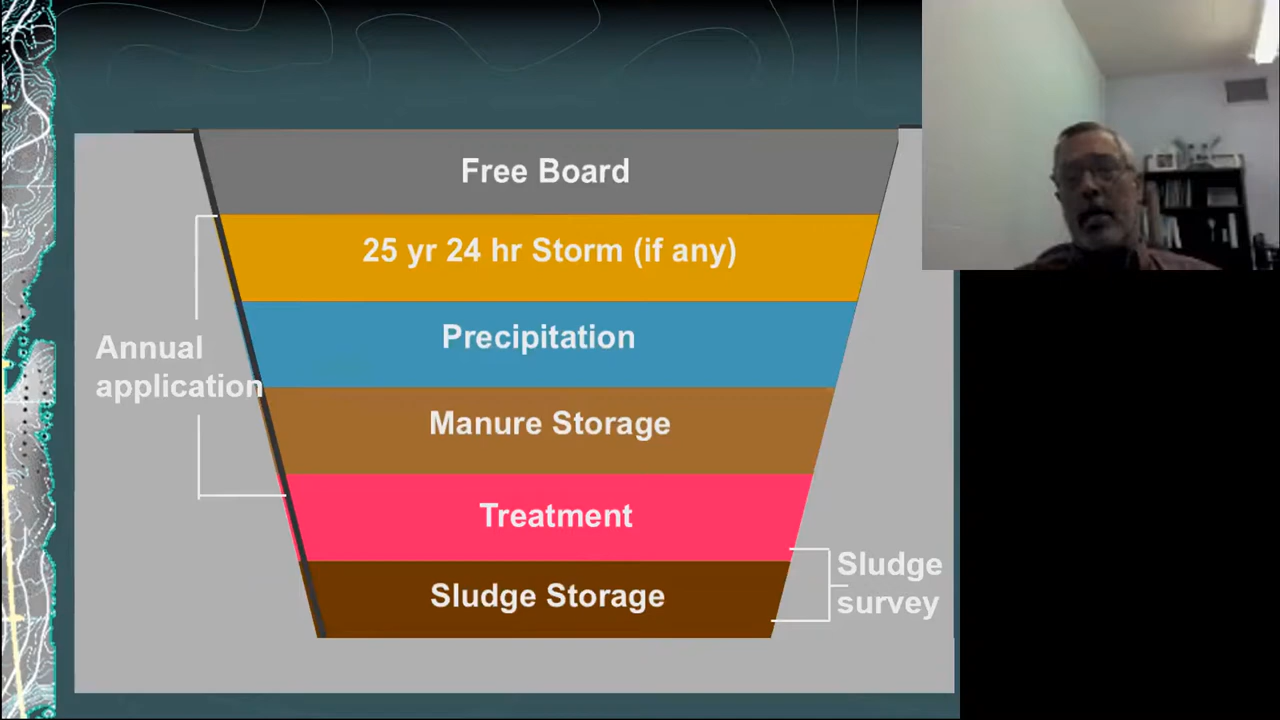 Free Board
25 yr 24 hr Storm (if any)
Precipitation
Annual
application
Manure Storage
Treatment
Sludge Storage
Sludge
survey